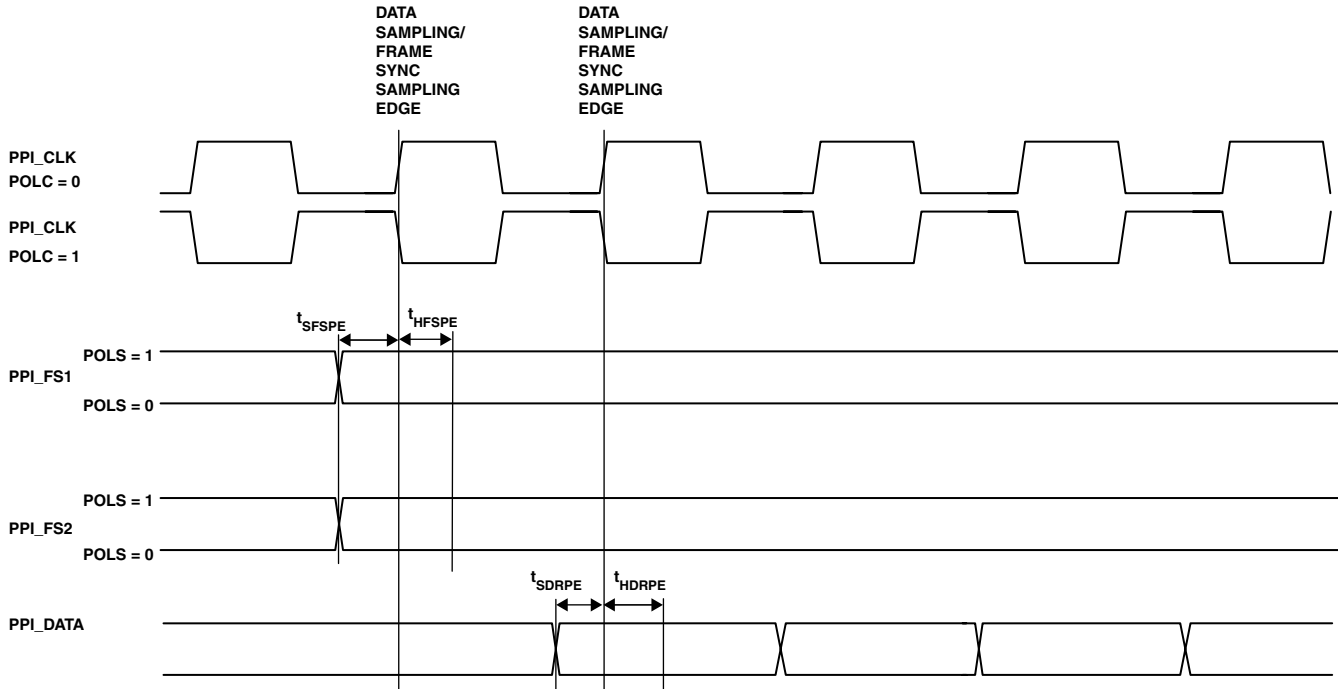 DATA
SAMPLING/
FRAME
SYNC
SAMPLING
EDGE
DATA
SAMPLING/
FRAME
SYNC
SAMPLING
EDGE
PPI_CLK
POLC = 0
PPI_CLK
POLC = 1
tSFSPE
tHFSPE
POLS = 1
PPI_FS1
POLS = 0
POLS = 1
PPI_FS2
POLS = 0
tSDRPE
tHDRPE
PPI_DATA